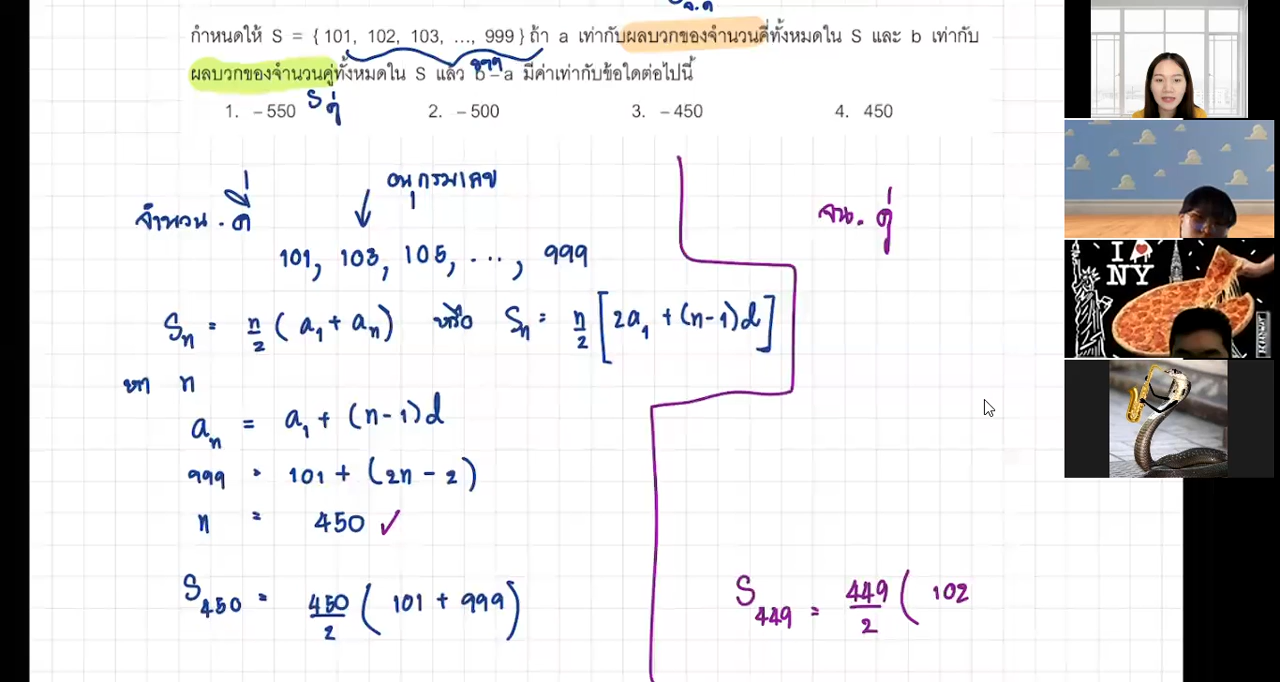 กำหนดให้ S = { 101, 102, 103, ..., 999 } ถ้า a เท่ากับผลบวกของจำนวนคี่ทั้งหมดใน S และ b เท่ากับ
ผลบวกของจำนวนคู่ทั้งหมดใน S แล้ว b – a มีค่าเท่ากับข้อใดต่อไปนี้
899
S คู่
1. – 550 2. – 500 3. – 450 4. 450
อนุกรมเลข
จำนวน. คี่
จน. คู่
101, 103, 105, ..., 999
Sn = n/2 ( a1 + an ) หรือ Sn = n/2 [ 2a1 + (n-1)d ]
หา n
an = a1 + (n-1)d
999 = 101 + (2n - 2)
n = 450 ✓
S450 = 450/2 ( 101 + 999 )
S449 = 449/2 ( 102
I ♥
NY